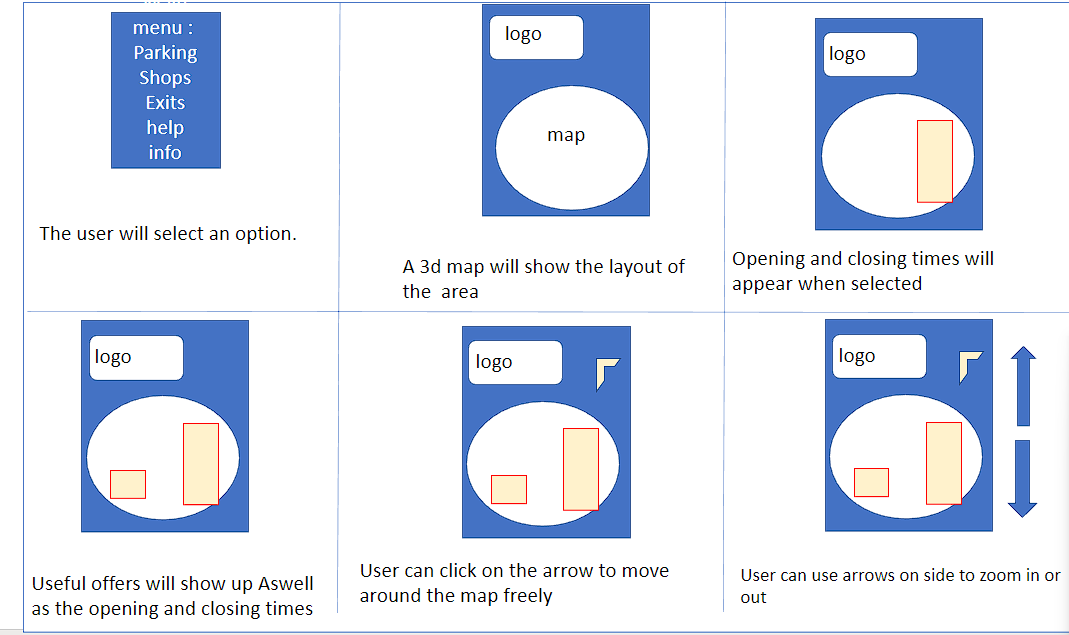 menu :
Parking
Shops
Exits
help
info
The user will select an option.
logo
map
A 3d map will show the layout of
the area
logo
Opening and closing times will
appear when selected
logo
Useful offers will show up Aswell
as the opening and closing times
logo
User can click on the arrow to move
around the map freely
logo
User can use arrows on side to zoom in or
out